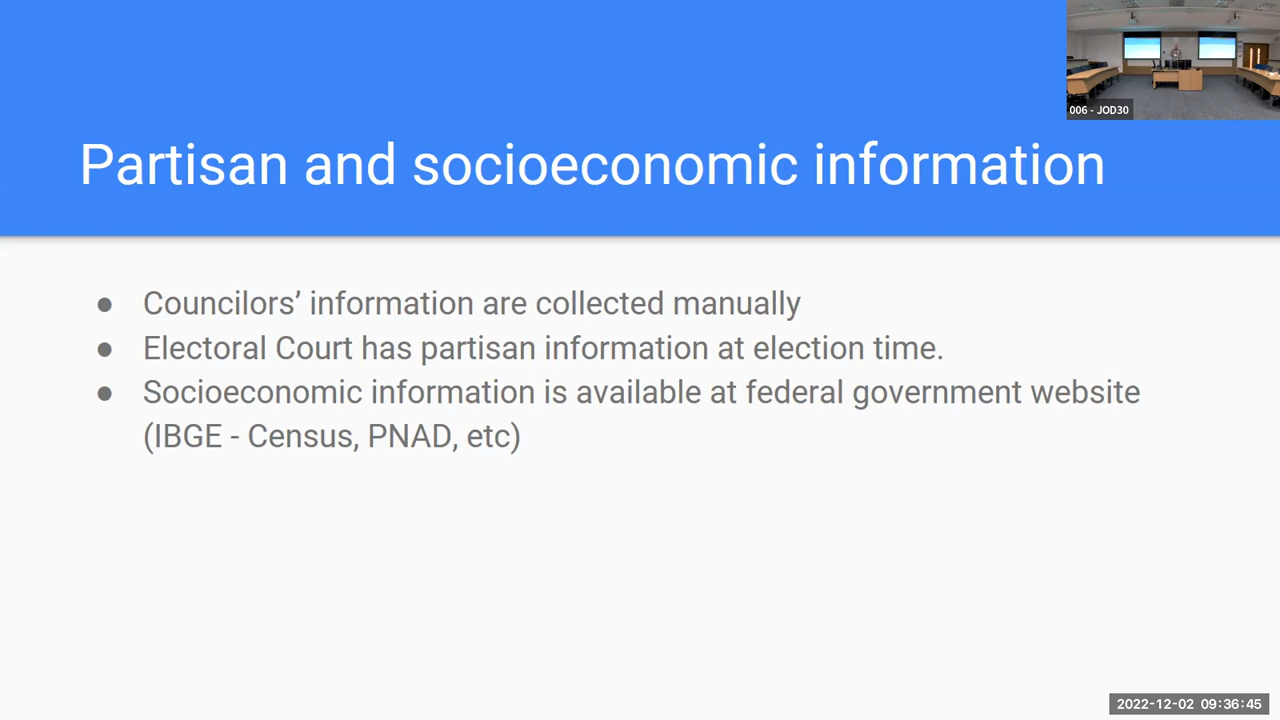 006 - JOD30
Partisan and socioeconomic information
● Councilors’ information are collected manually
● Electoral Court has partisan information at election time.
● Socioeconomic information is available at federal government website
(IBGE - Census, PNAD, etc)
2022-12-02 09:36:45